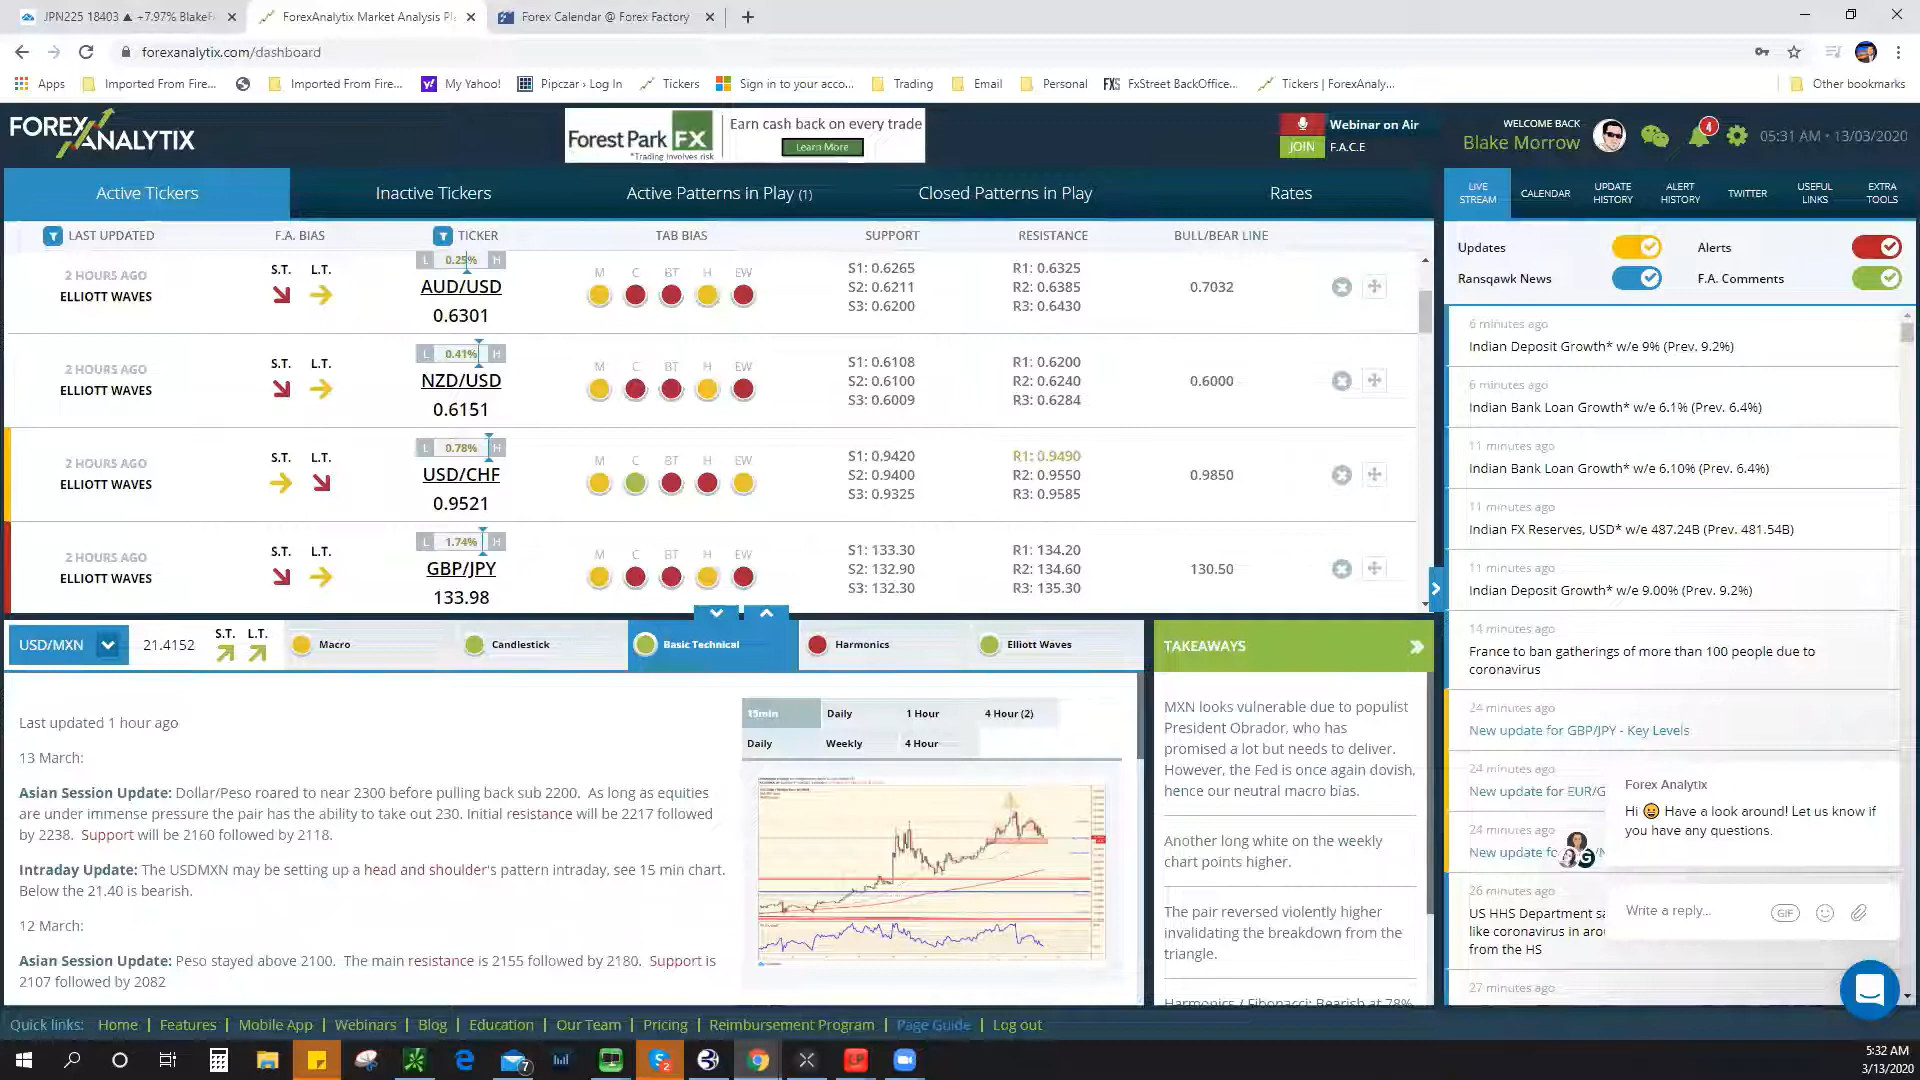 JPN225 18403 ▲ +7.97% BlakeF
ForexAnalytix Market Analysis Pl
Forex Calendar @ Forex Factory
forexanalytix.com/dashboard
Apps
Imported From Fire...
Imported From Fire...
My Yahoo!
Pipczar › Log In
Tickers
Sign in to your acco...
Trading
Email
Personal
FXS FxStreet BackOffice...
Tickers | ForexAnaly...
Other bookmarks
FOREX ANALYTIX
Forest Park FX
*Trading involves risk
Earn cash back on every trade
Learn More
Webinar on Air
JOIN F.A.C.E
WELCOME BACK
Blake Morrow
4
05:31 AM • 13/03/2020
Active Tickers
Inactive Tickers
Active Patterns in Play (1)
Closed Patterns in Play
Rates
LAST UPDATED F.A. BIAS TICKER TAB BIAS SUPPORT RESISTANCE BULL/BEAR LINE
2 HOURS AGO
ELLIOTT WAVES
S.T. L.T.
L 0.25% H
AUD/USD
0.6301
M C BT H EW
S1: 0.6265
S2: 0.6211
S3: 0.6200
R1: 0.6325
R2: 0.6385
R3: 0.6430
0.7032
2 HOURS AGO
ELLIOTT WAVES
S.T. L.T.
L 0.41% H
NZD/USD
0.6151
M C BT H EW
S1: 0.6108
S2: 0.6100
S3: 0.6009
R1: 0.6200
R2: 0.6240
R3: 0.6284
0.6000
2 HOURS AGO
ELLIOTT WAVES
S.T. L.T.
L 0.78% H
USD/CHF
0.9521
M C BT H EW
S1: 0.9420
S2: 0.9400
S3: 0.9325
R1: 0.9490
R2: 0.9550
R3: 0.9585
0.9850
2 HOURS AGO
ELLIOTT WAVES
S.T. L.T.
L 1.74% H
GBP/JPY
133.98
M C BT H EW
S1: 133.30
S2: 132.90
S3: 132.30
R1: 134.20
R2: 134.60
R3: 135.30
130.50
USD/MXN
21.4152
S.T. L.T.
Macro
Candlestick
Basic Technical
Harmonics
Elliott Waves
Last updated 1 hour ago
13 March:
Asian Session Update: Dollar/Peso roared to near 2300 before pulling back sub 2200. As long as equities
are under immense pressure the pair has the ability to take out 230. Initial resistance will be 2217 followed
by 2238. Support will be 2160 followed by 2118.
Intraday Update: The USDMXN may be setting up a head and shoulder's pattern intraday, see 15 min chart.
Below the 21.40 is bearish.
12 March:
Asian Session Update: Peso stayed above 2100. The main resistance is 2155 followed by 2180. Support is
2107 followed by 2082
15min Daily 1 Hour 4 Hour (2)
Daily Weekly 4 Hour
TAKEAWAYS
MXN looks vulnerable due to populist
President Obrador, who has
promised a lot but needs to deliver.
However, the Fed is once again dovish,
hence our neutral macro bias.
Another long white on the weekly
chart points higher.
The pair reversed violently higher
invalidating the breakdown from the
triangle.
Harmonics / Fibonacci: Bearish at 78%
LIVE STREAM
CALENDAR
UPDATE HISTORY
ALERT HISTORY
TWITTER
USEFUL LINKS
EXTRA TOOLS
Updates
Alerts
Ransqawk News
F.A. Comments
6 minutes ago
Indian Deposit Growth* w/e 9% (Prev. 9.2%)
6 minutes ago
Indian Bank Loan Growth* w/e 6.1% (Prev. 6.4%)
11 minutes ago
Indian Bank Loan Growth* w/e 6.10% (Prev. 6.4%)
11 minutes ago
Indian FX Reserves, USD* w/e 487.24B (Prev. 481.54B)
11 minutes ago
Indian Deposit Growth* w/e 9.00% (Prev. 9.2%)
14 minutes ago
France to ban gatherings of more than 100 people due to
coronavirus
24 minutes ago
New update for GBP/JPY - Key Levels
24 minutes ago
New update for EUR/G
24 minutes ago
New update fo
26 minutes ago
US HHS Department sa
like coronavirus in arou
from the HS
27 minutes ago
Forex Analytix
Hi 😀 Have a look around! Let us know if
you have any questions.
Write a reply...
GIF
Quick links: Home | Features | Mobile App | Webinars | Blog | Education | Our Team | Pricing | Reimbursement Program | Page Guide | Log out
5:32 AM
3/13/2020